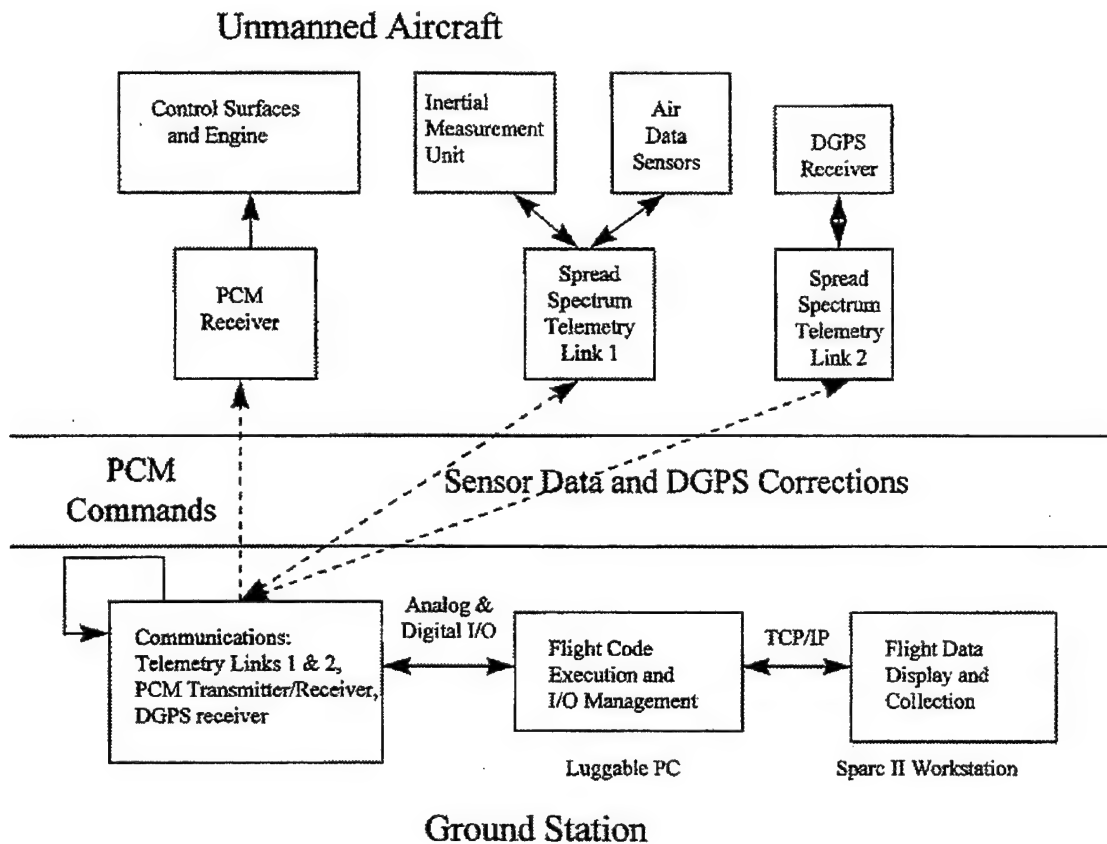 Unmanned Aircraft
Control Surfaces
and Engine
Inertial
Measurement
Unit
Air
Data
Sensors
DGPS
Receiver
PCM
Receiver
Spread
Spectrum
Telemetry
Link 1
Spread
Spectrum
Telemetry
Link 2
PCM
Commands
Sensor Data and DGPS Corrections
Communications:
Telemetry Links 1 & 2,
PCM Transmitter/Receiver,
DGPS receiver
Analog &
Digital I/O
Flight Code
Execution and
I/O Management
TCP/IP
Flight Data
Display and
Collection
Luggable PC
Sparc II Workstation
Ground Station